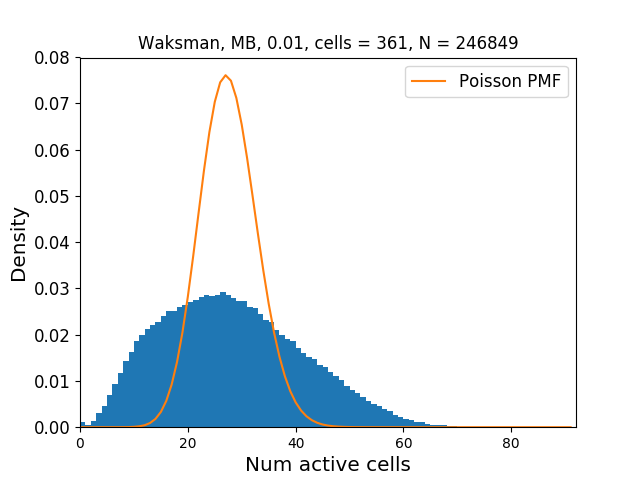 Waksman, MB, 0.01, cells = 361, N = 246849
Poisson PMF
Density
0.08
0.07
0.06
0.05
0.04
0.03
0.02
0.01
0.00
0 20 40 60 80
Num active cells